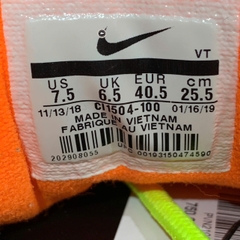 VT
US UK EUR cm
7.5 6.5 40.5 25.5
11/13/18 CI1504-100 01/16/19
MADE IN VIETNAM
FABRIQUÉ AU VIETNAM
202908055 00193150474590